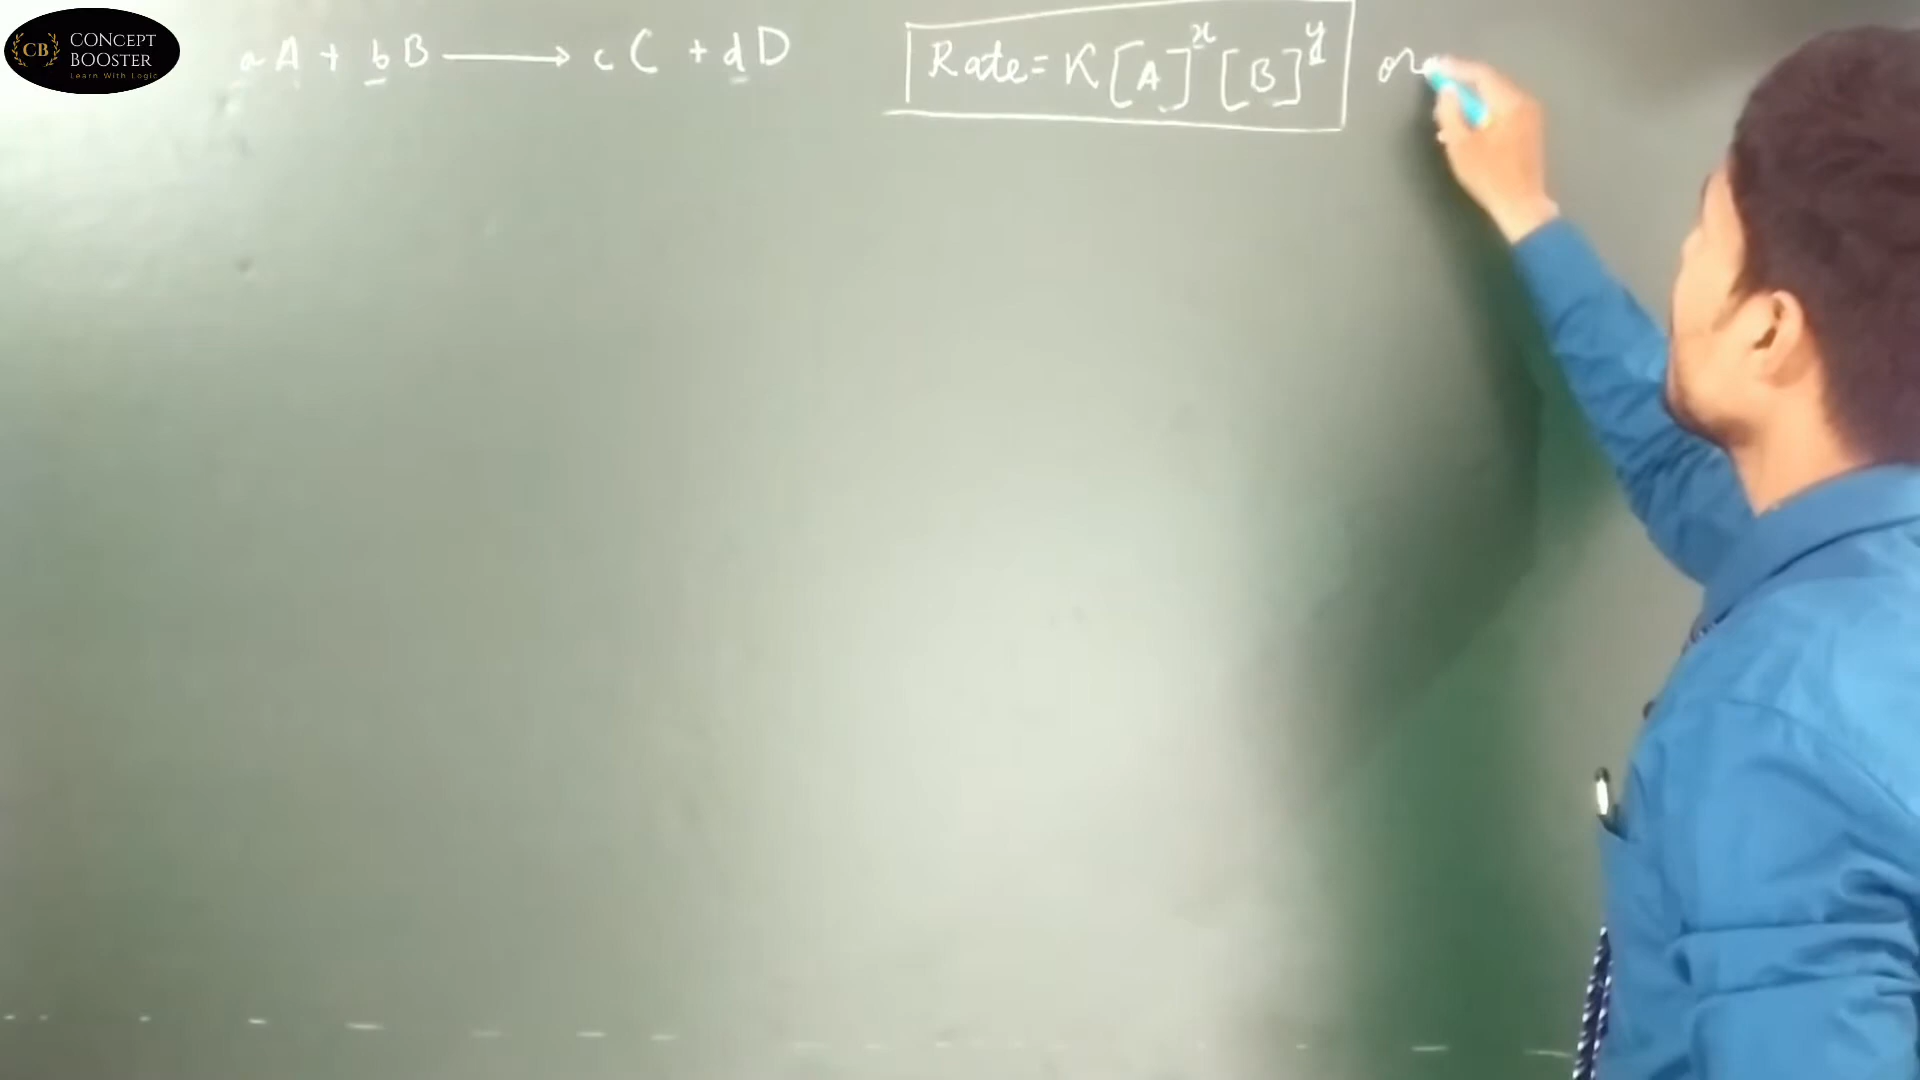 CB CONCEPT BOOSTER
Learn With Logic
aA + bB ⟶ cC + dD
Rate = K[A]^x [B]^y or